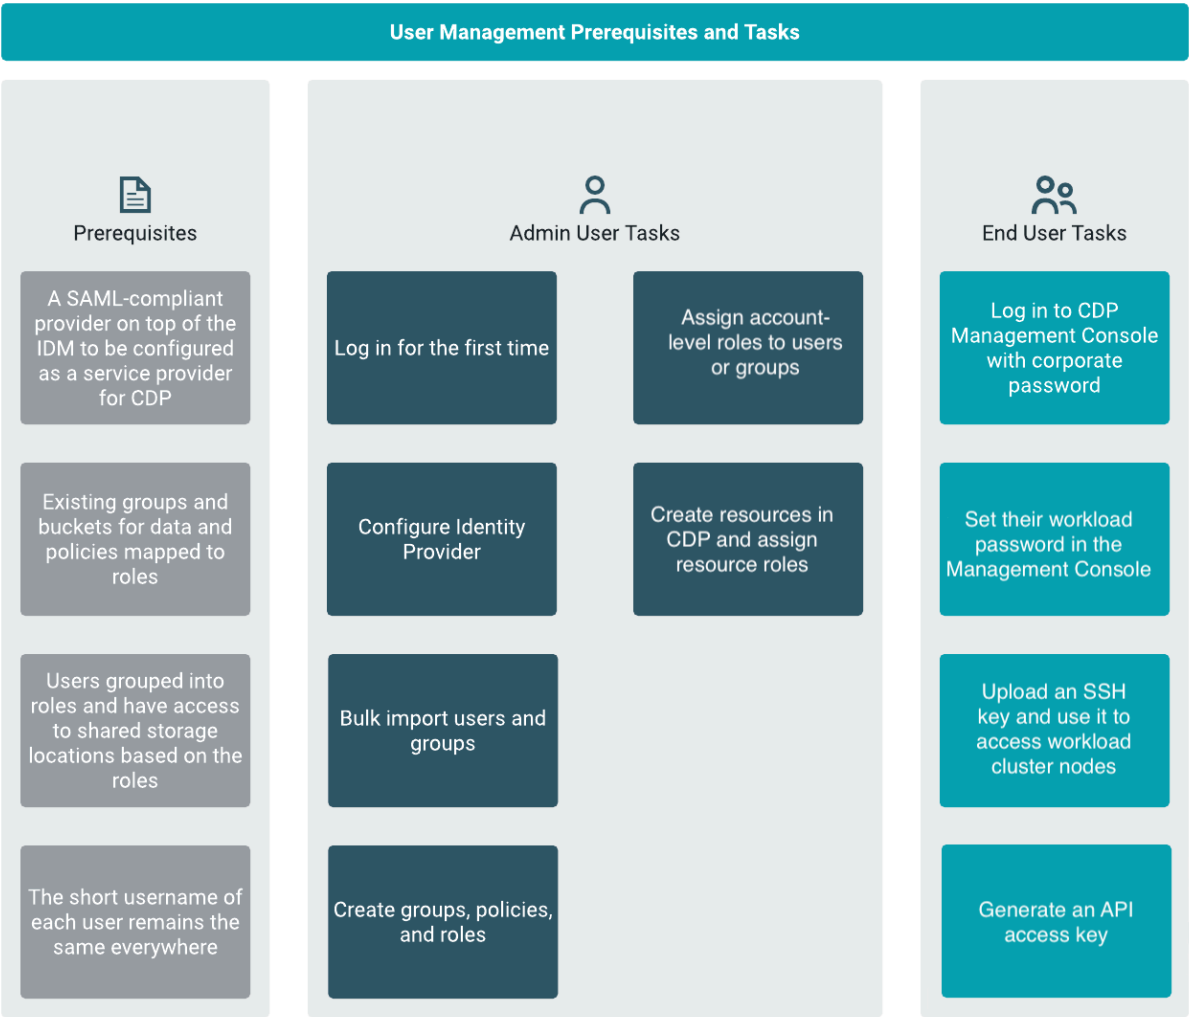 User Management Prerequisites and Tasks
Prerequisites
A SAML-compliant
provider on top of the
IDM to be configured
as a service provider
for CDP
Existing groups and
buckets for data and
policies mapped to
roles
Users grouped into
roles and have access
to shared storage
locations based on the
roles
The short username of
each user remains the
same everywhere
Admin User Tasks
Log in for the first time
Configure Identity
Provider
Bulk import users and
groups
Create groups, policies,
and roles
Assign account-
level roles to users
or groups
Create resources in
CDP and assign
resource roles
End User Tasks
Log in to CDP
Management Console
with corporate
password
Set their workload
password in the
Management Console
Upload an SSH
key and use it to
access workload
cluster nodes
Generate an API
access key